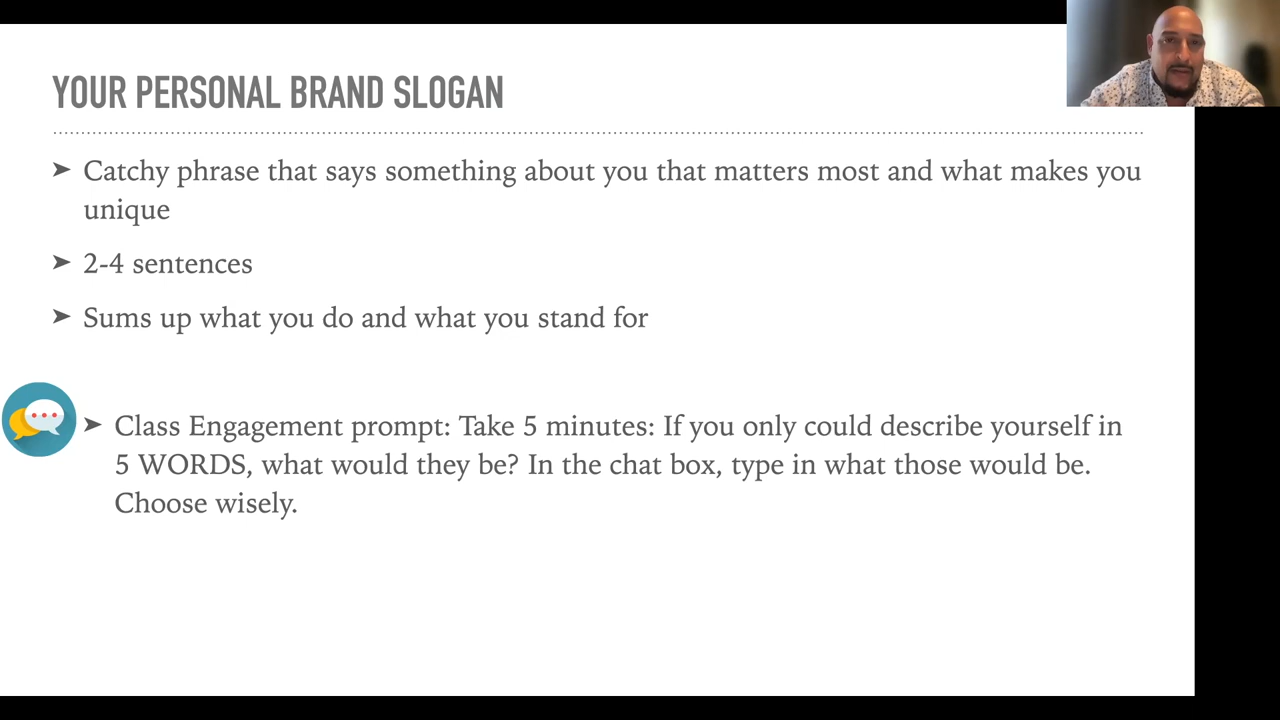 YOUR PERSONAL BRAND SLOGAN
➤ Catchy phrase that says something about you that matters most and what makes you
unique
➤ 2-4 sentences
➤ Sums up what you do and what you stand for
➤ Class Engagement prompt: Take 5 minutes: If you only could describe yourself in
5 WORDS, what would they be? In the chat box, type in what those would be.
Choose wisely.